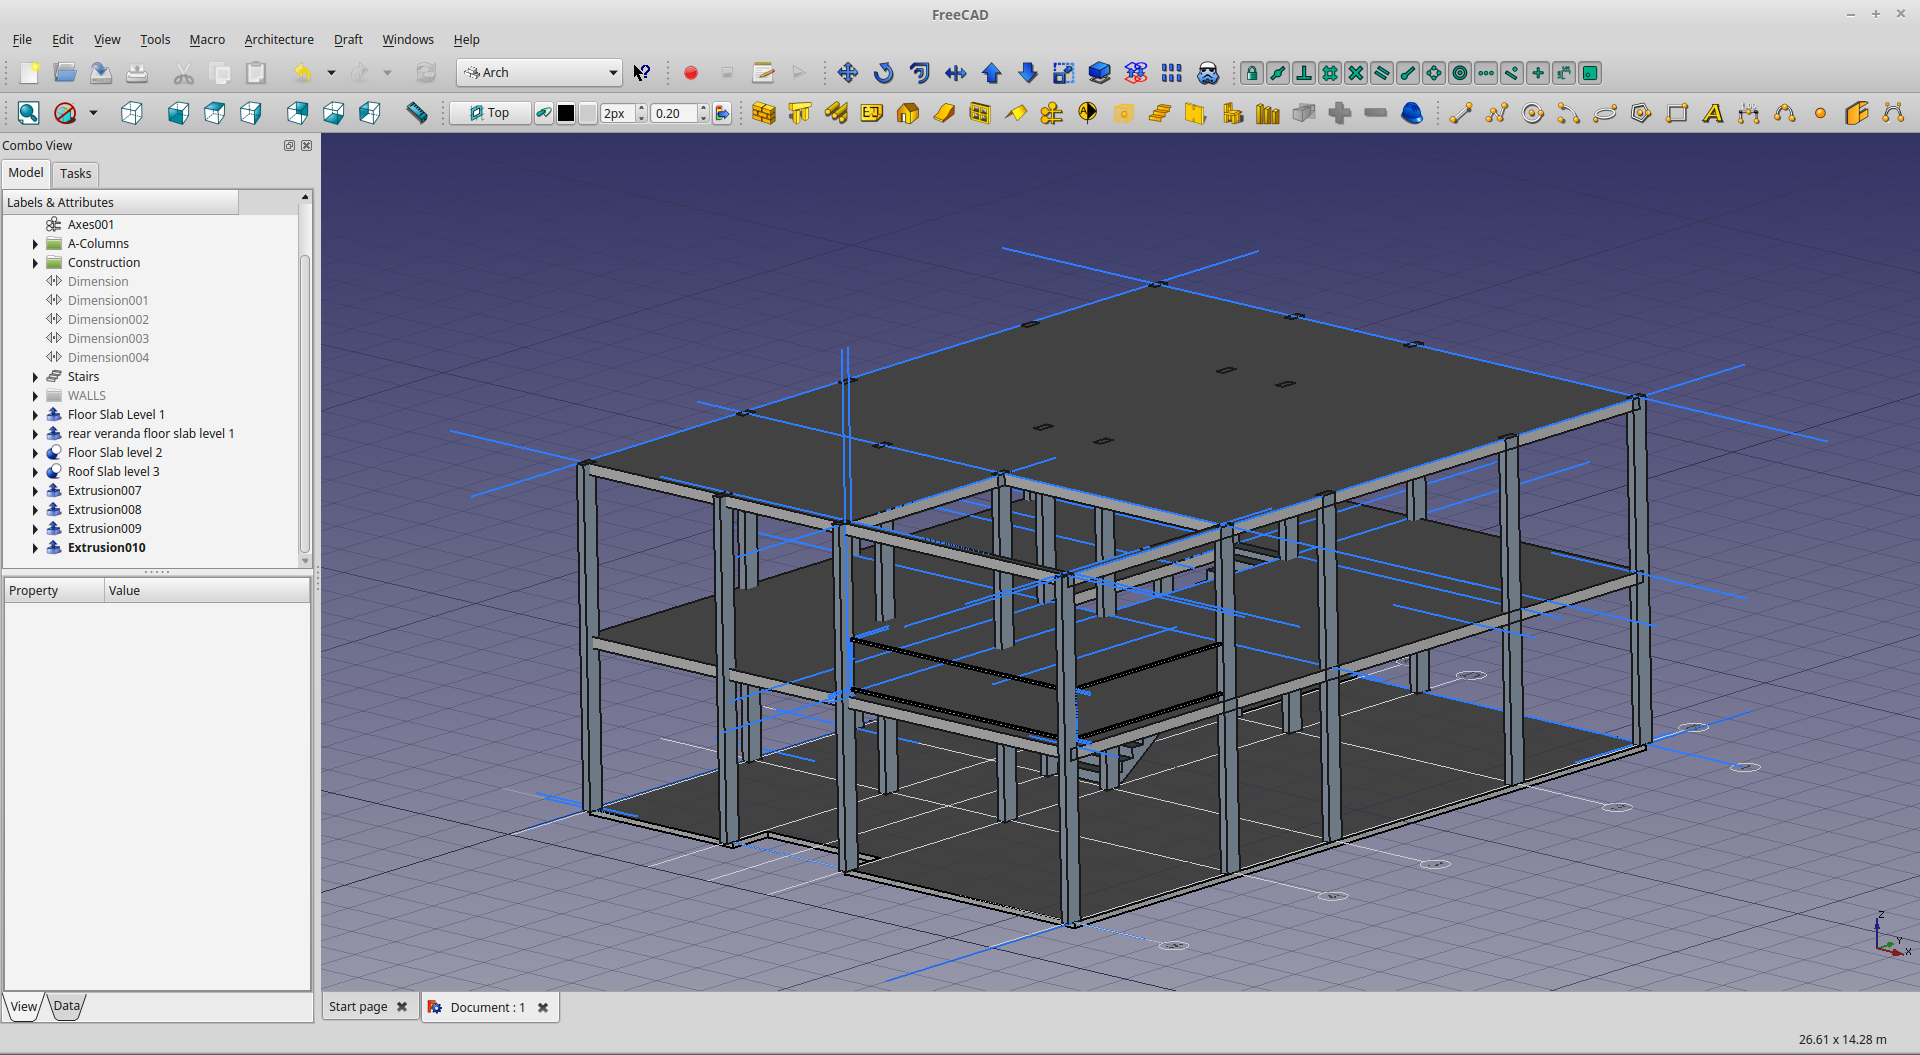 FreeCAD
File Edit View Tools Macro Architecture Draft Windows Help
Arch
Top 2px 0.20
Combo View
Model Tasks
Labels & Attributes
Axes001
A-Columns
Construction
Dimension
Dimension001
Dimension002
Dimension003
Dimension004
Stairs
WALLS
Floor Slab Level 1
rear veranda floor slab level 1
Floor Slab level 2
Roof Slab level 3
Extrusion007
Extrusion008
Extrusion009
Extrusion010
Property Value
View Data
Start page
Document : 1
Z
Y
X
26.61 x 14.28 m